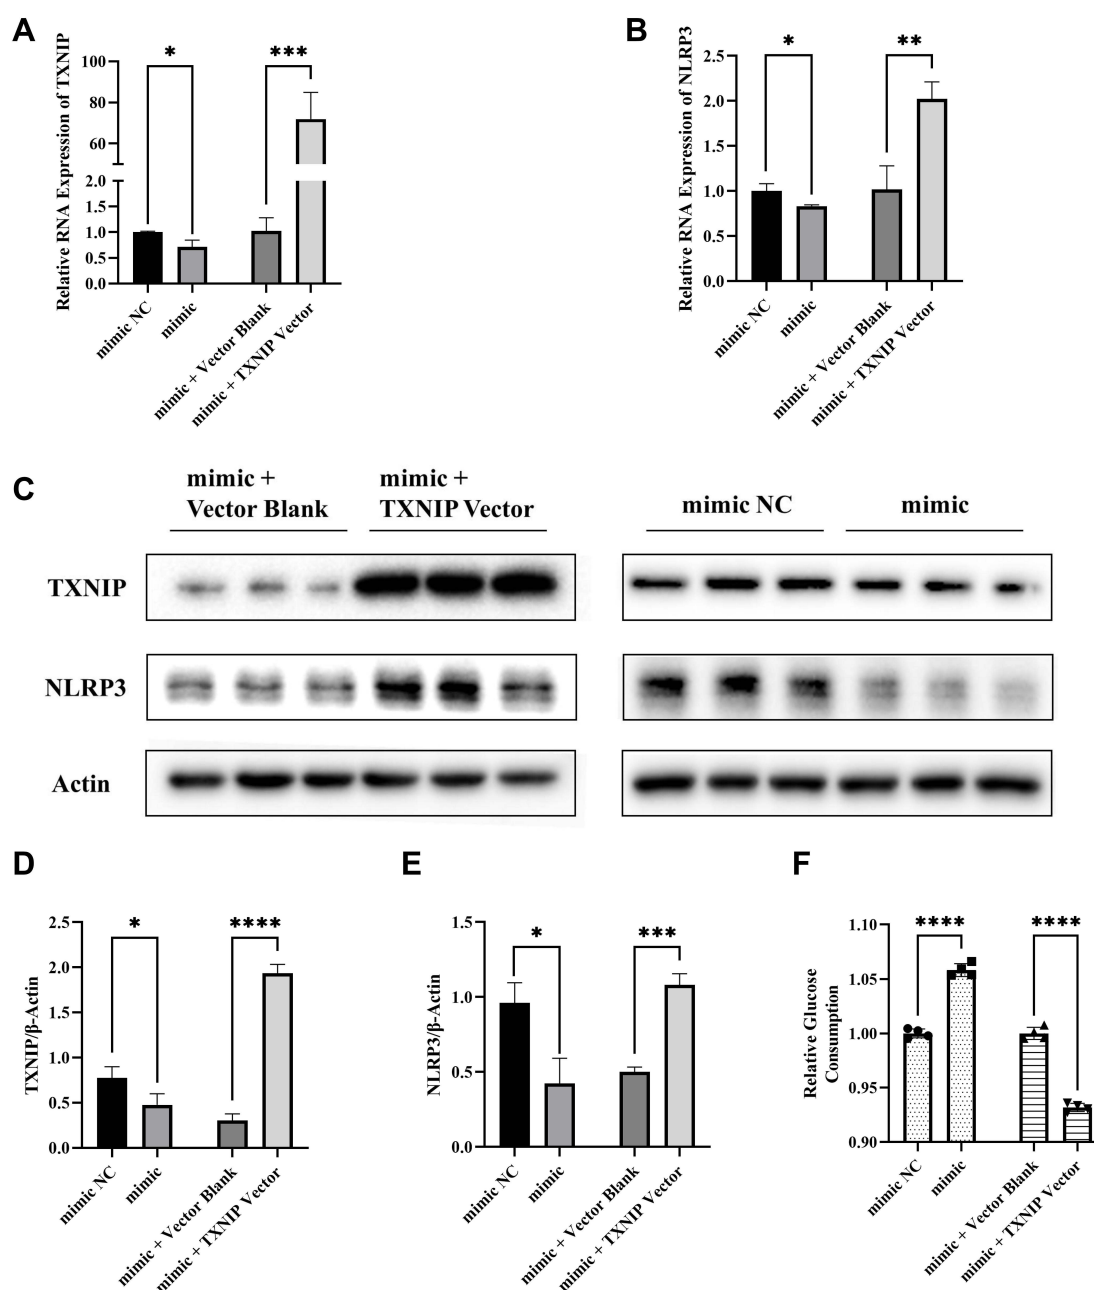 A
Relative RNA Expression of TXNIP
100
80
60
2.0
1.5
1.0
0.5
0.0
*
***
mimic NC
mimic
mimic + Vector Blank
mimic + TXNIP Vector
B
Relative RNA Expression of NLRP3
2.5
2.0
1.5
1.0
0.5
0.0
*
**
mimic NC
mimic
mimic + Vector Blank
mimic + TXNIP Vector
C
mimic +
Vector Blank
mimic +
TXNIP Vector
mimic NC
mimic
TXNIP
NLRP3
Actin
D
TXNIP/β-Actin
2.5
2.0
1.5
1.0
0.5
0.0
*
****
mimic NC
mimic
mimic + Vector Blank
mimic + TXNIP Vector
E
NLRP3/β-Actin
1.5
1.0
0.5
0.0
*
***
mimic NC
mimic
mimic + Vector Blank
mimic + TXNIP Vector
F
Relative Glucose
Consumption
1.10
1.05
1.00
0.95
0.90
****
****
mimic NC
mimic
mimic + Vector Blank
mimic + TXNIP Vector